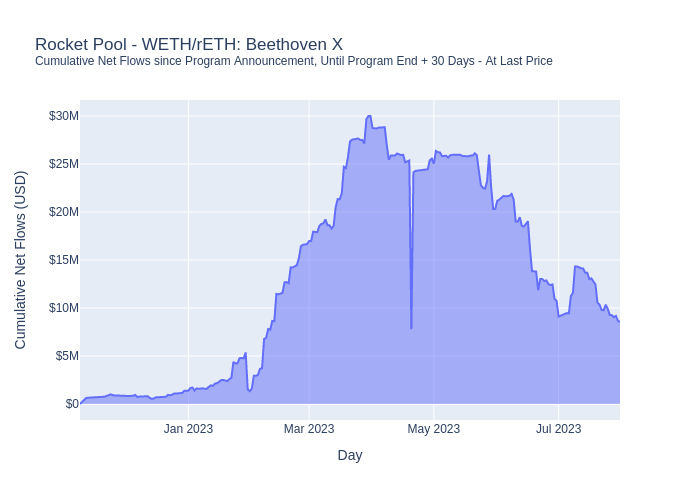 Rocket Pool - WETH/rETH: Beethoven X
Cumulative Net Flows since Program Announcement, Until Program End + 30 Days - At Last Price
$30M
$25M
$20M
$15M
$10M
$5M
$0
Cumulative Net Flows (USD)
Jan 2023
Mar 2023
May 2023
Jul 2023
Day